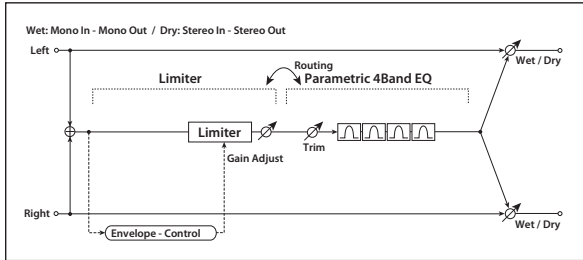 Wet: Mono In - Mono Out / Dry: Stereo In - Stereo Out
Left
Wet / Dry
Routing
Limiter
Parametric 4Band EQ
Limiter
Gain Adjust
Trim
Right
Wet / Dry
Envelope - Control